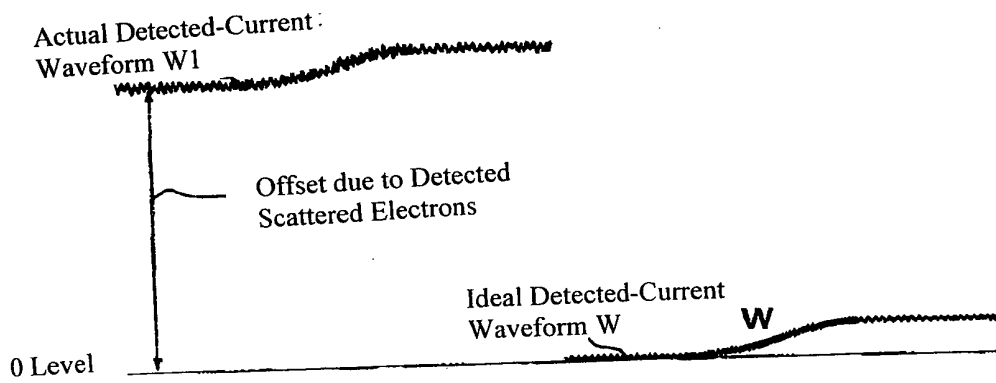 Actual Detected-Current
Waveform W1
Offset due to Detected
Scattered Electrons
Ideal Detected-Current
Waveform W
W
0 Level